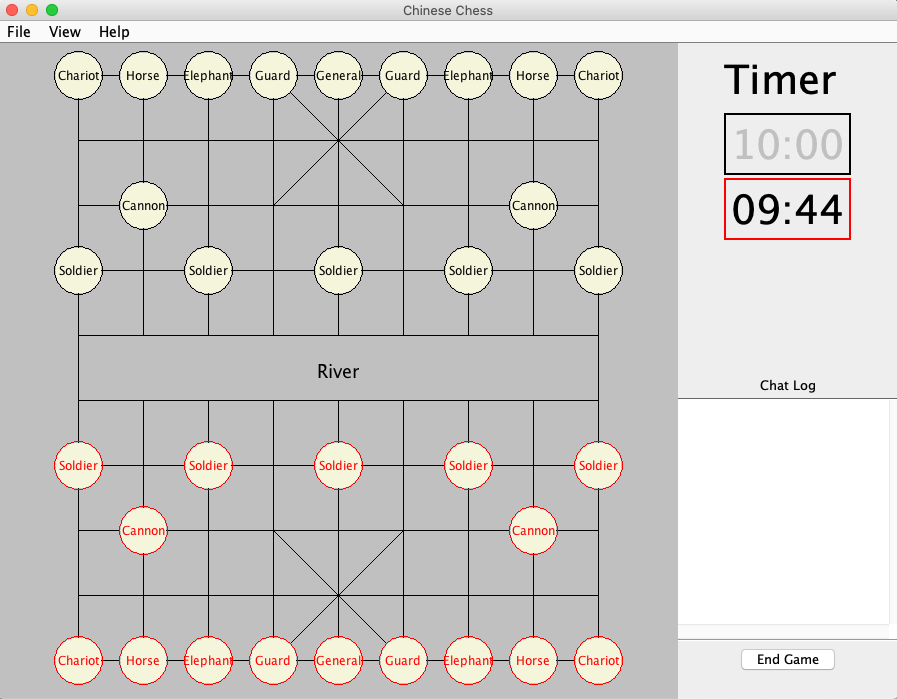 Chinese Chess
File View Help
Chariot Horse Elephant Guard General Guard Elephant Horse Chariot
Timer
10:00
Cannon Cannon
09:44
Soldier Soldier Soldier Soldier Soldier
River
Chat Log
Soldier Soldier Soldier Soldier Soldier
Cannon Cannon
Chariot Horse Elephant Guard General Guard Elephant Horse Chariot
End Game